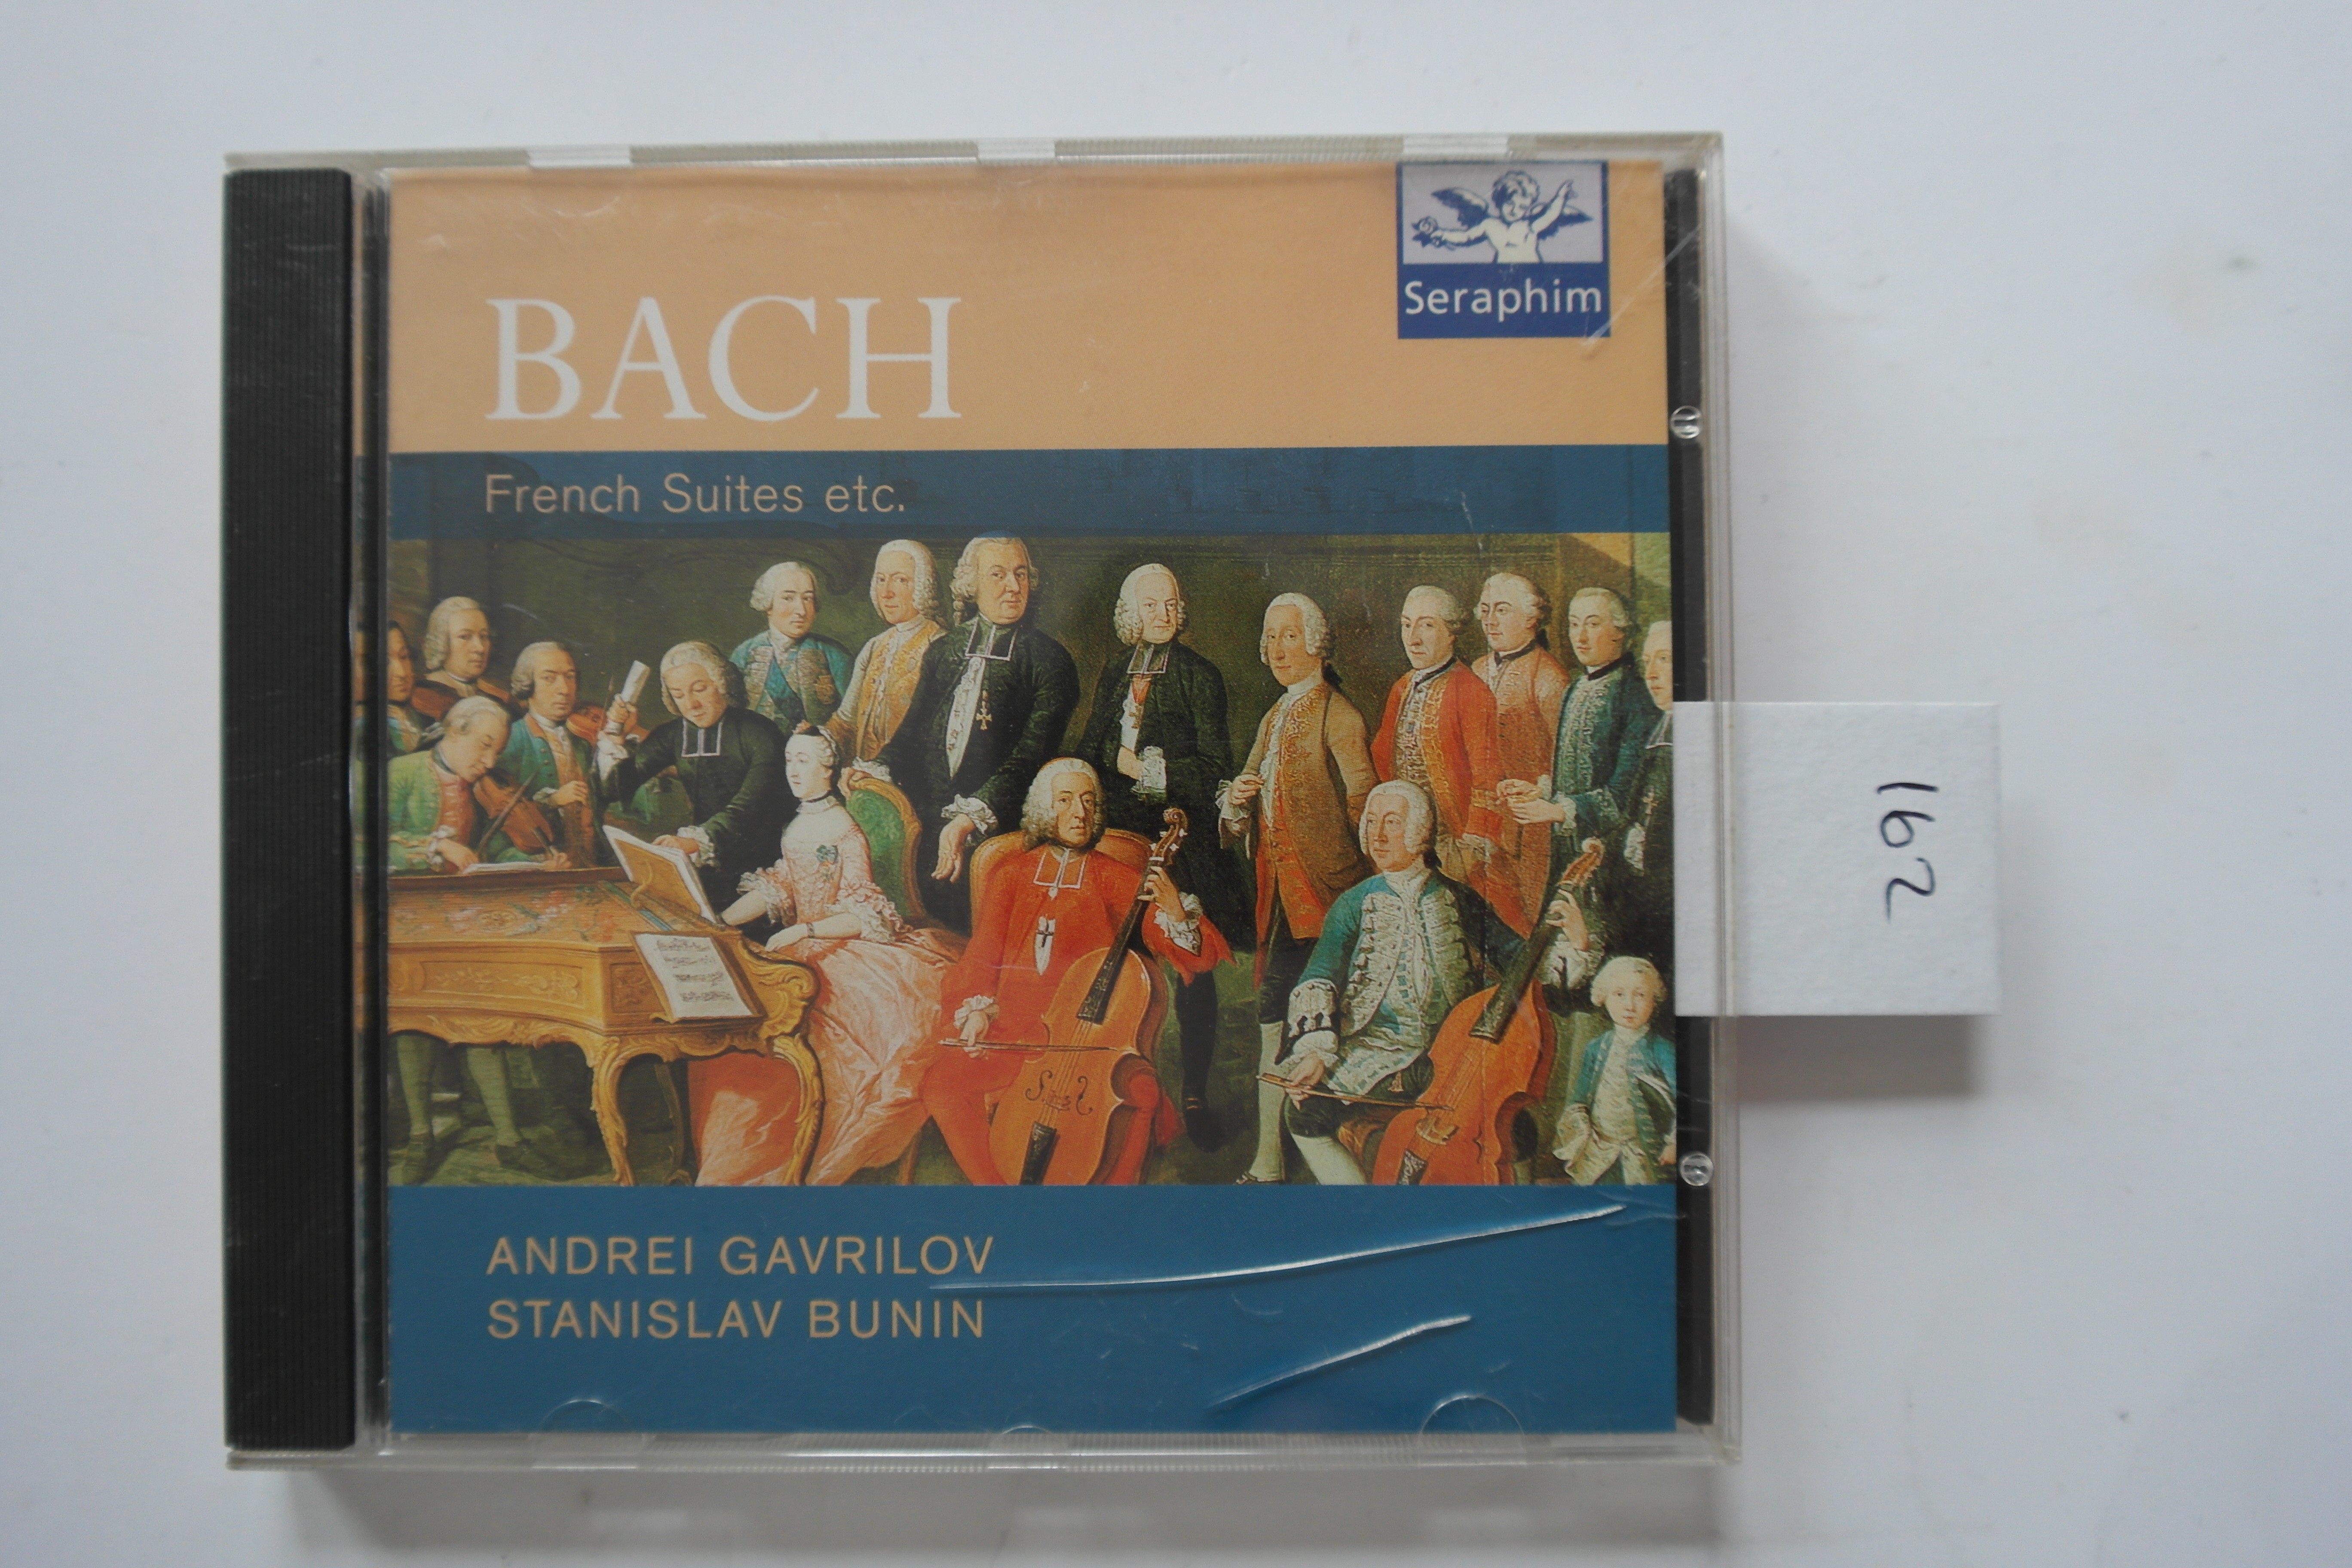 Seraphim
BACH
French Suites etc.
162
ANDREI GAVRILOV
STANISLAV BUNIN